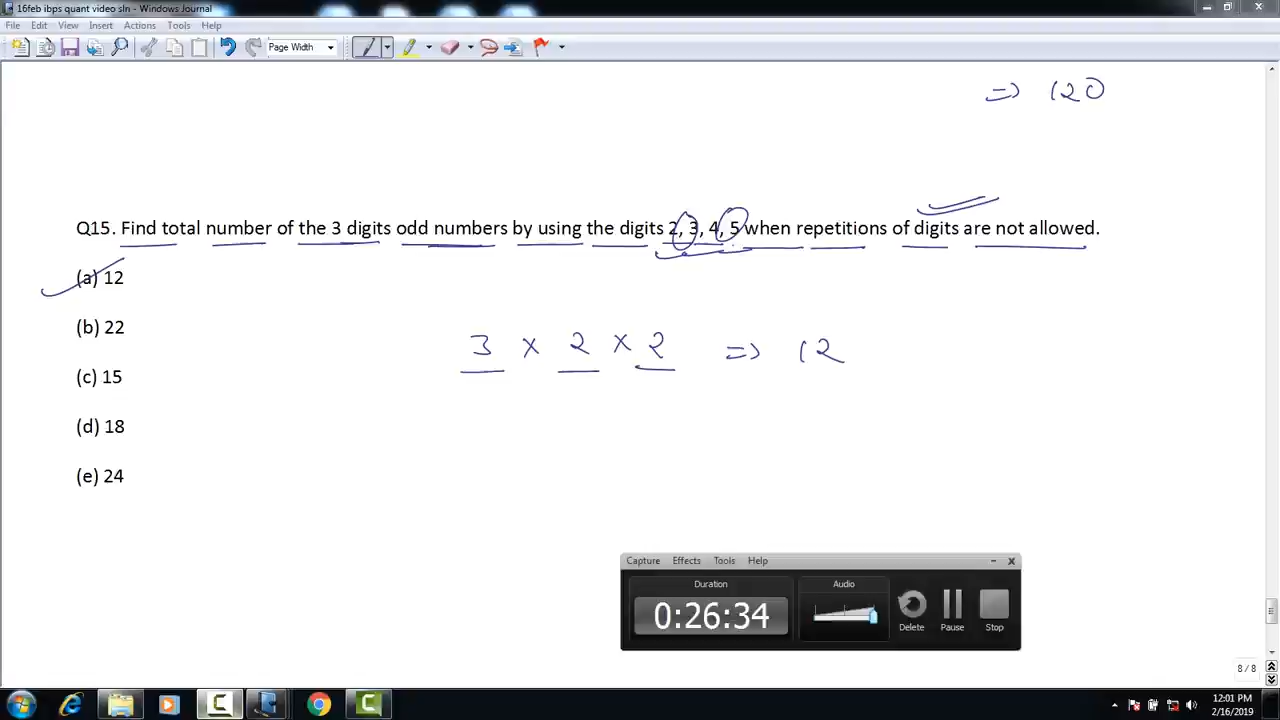 16feb ibps quant video sln - Windows Journal
File Edit View Insert Actions Tools Help
Page Width
=> 120
Q15. Find total number of the 3 digits odd numbers by using the digits 2, 3, 4, 5 when repetitions of digits are not allowed.
(a) 12
(b) 22
3 × 2 × 2 => 12
(c) 15
(d) 18
(e) 24
Capture Effects Tools Help
Duration Audio
0:26:34
Delete Pause Stop
8 / 8
12:01 PM
2/16/2019